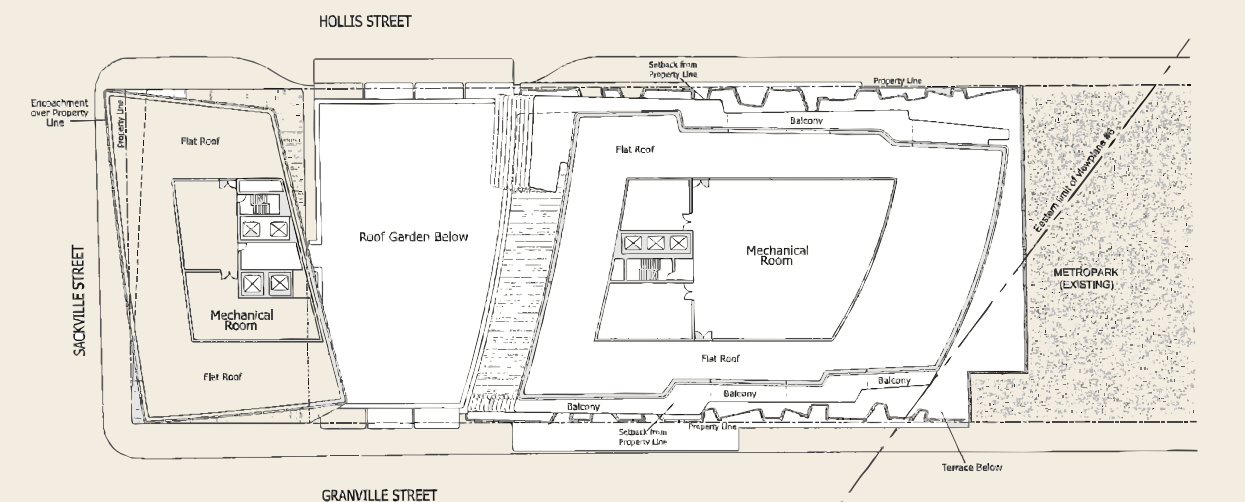 HOLLIS STREET
Setback from
Property Line
Property Line
Encoachment
over Property
Line
Property Line
Flat Roof
Balcony
Flat Roof
Eastern limit of viewplane #6
Roof Garden Below
Mechanical
Room
METROPARK
(EXISTING)
SACKVILLE STREET
Mechanical
Room
Flat Roof
Flat Roof
Balcony
Balcony
Balcony
Setback from
Property Line
Property Line
Terrace Below
GRANVILLE STREET